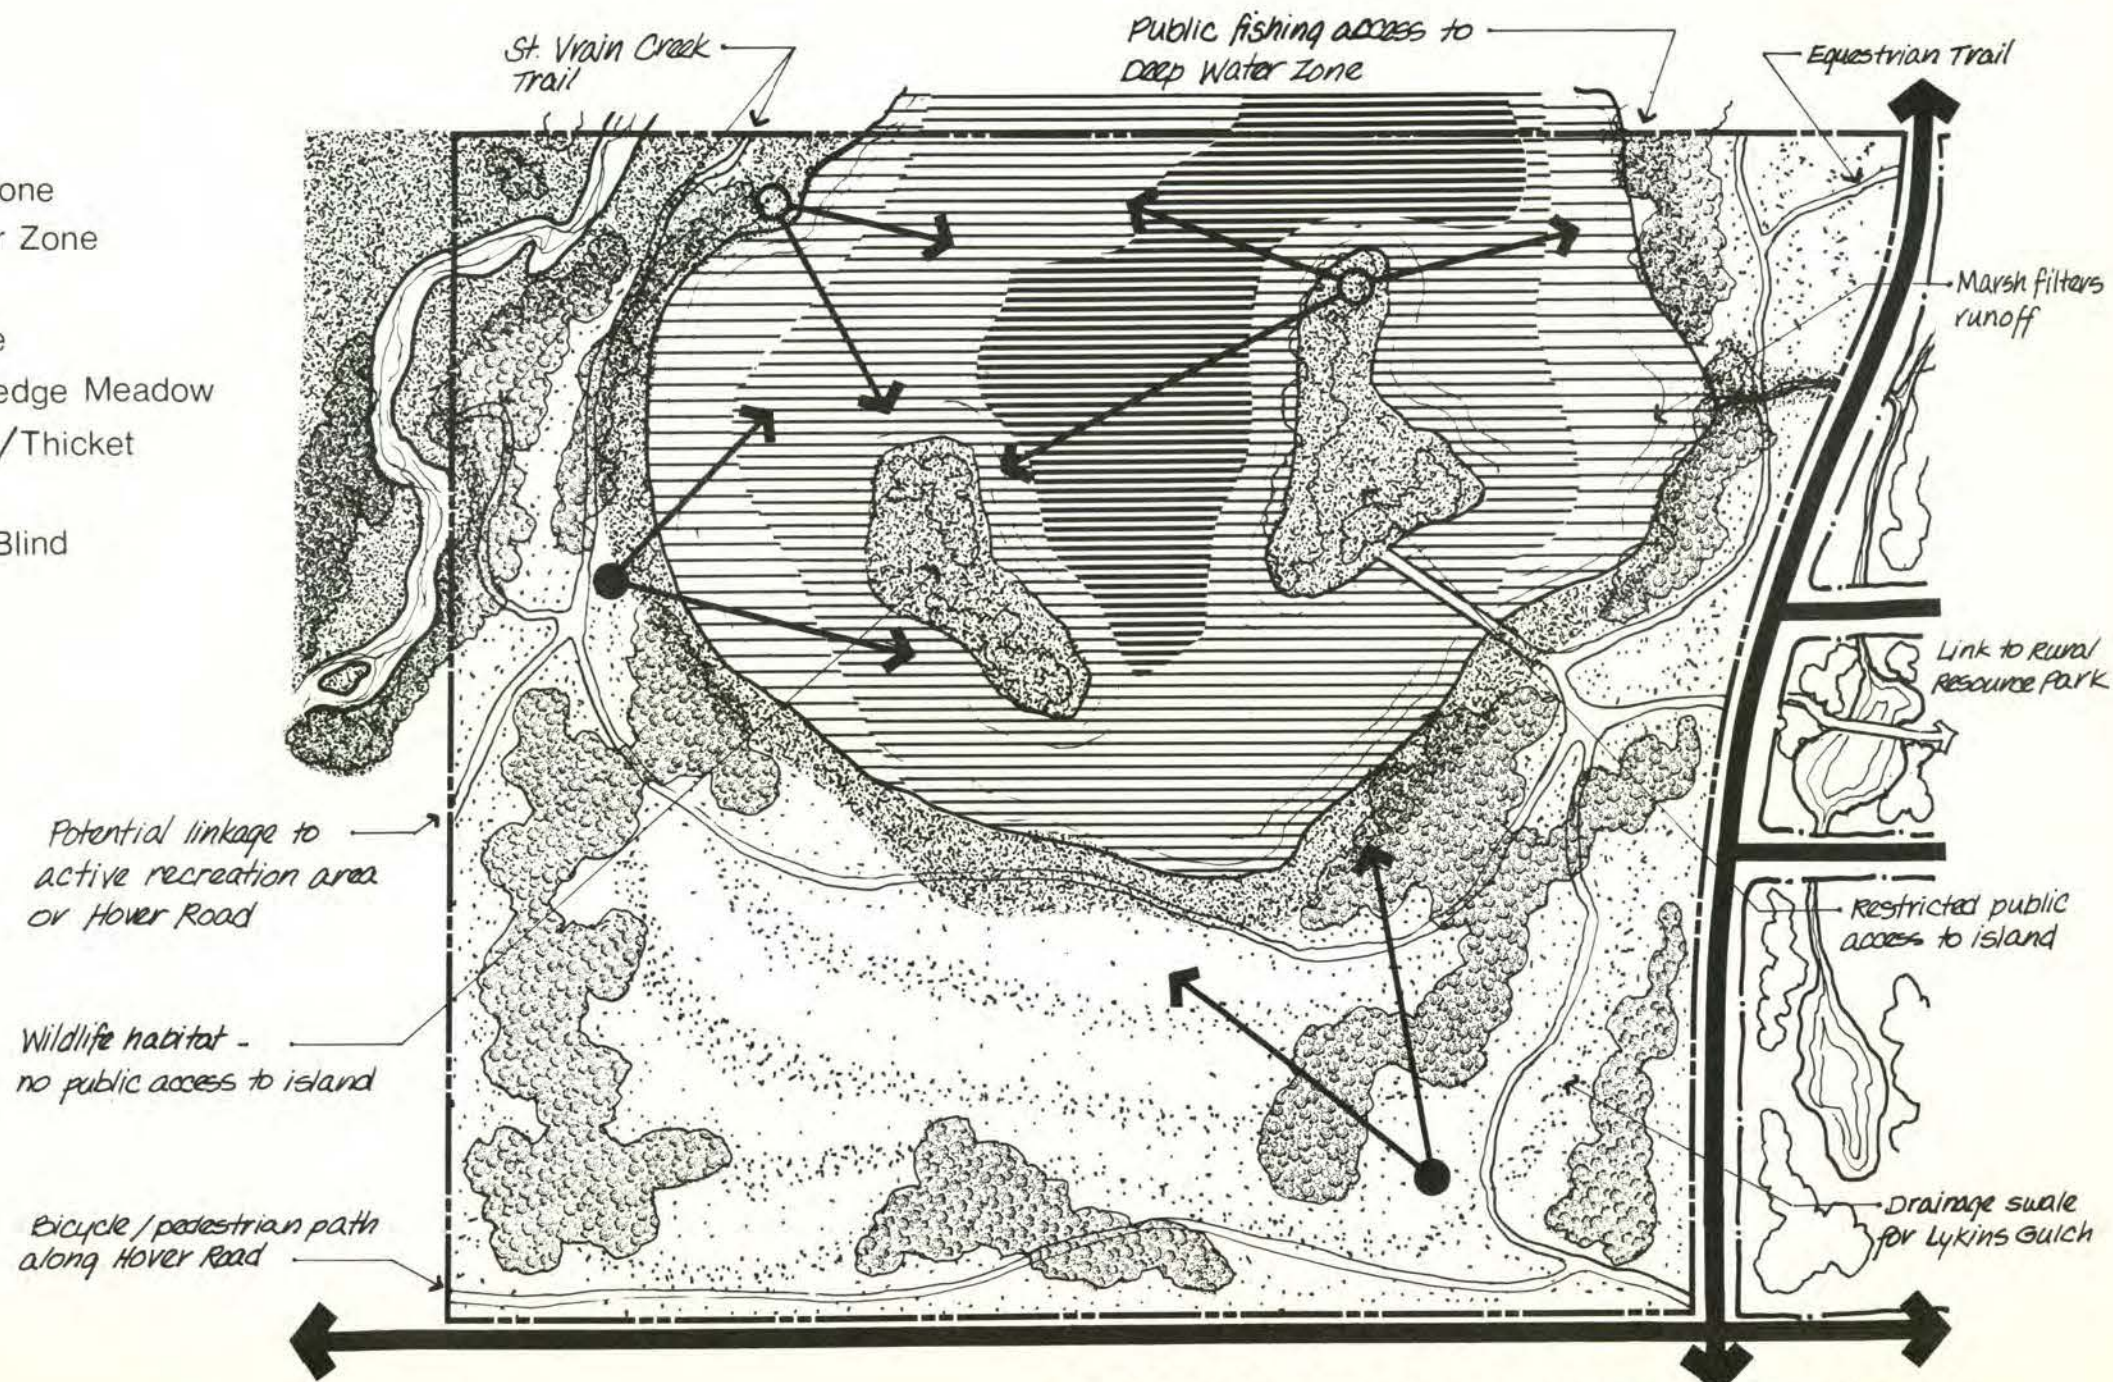 one
r Zone
e
edge Meadow
/Thicket
Blind
St. Vrain Creek
Trail
Public fishing access to
Deep Water Zone
Equestrian Trail
Marsh filters
runoff
Link to Rural
Resource Park
Potential linkage to
active recreation area
or Hover Road
Restricted public
access to island
Wildlife habitat -
no public access to island
Bicycle / pedestrian path
along Hover Road
Drainage swale
for Lykins Gulch